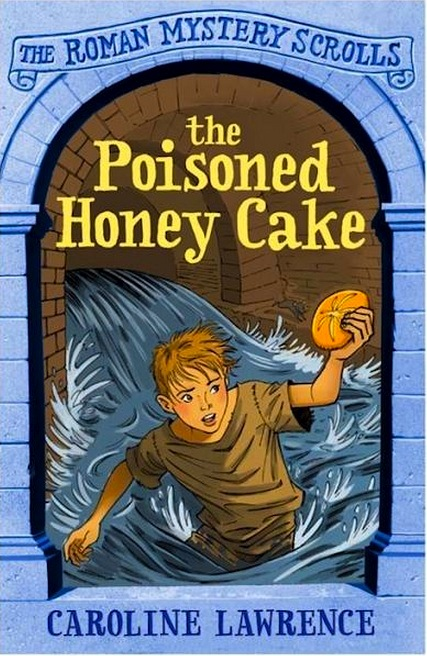 THE ROMAN MYSTERY SCROLLS
the
Poisoned
Honey Cake
CAROLINE LAWRENCE